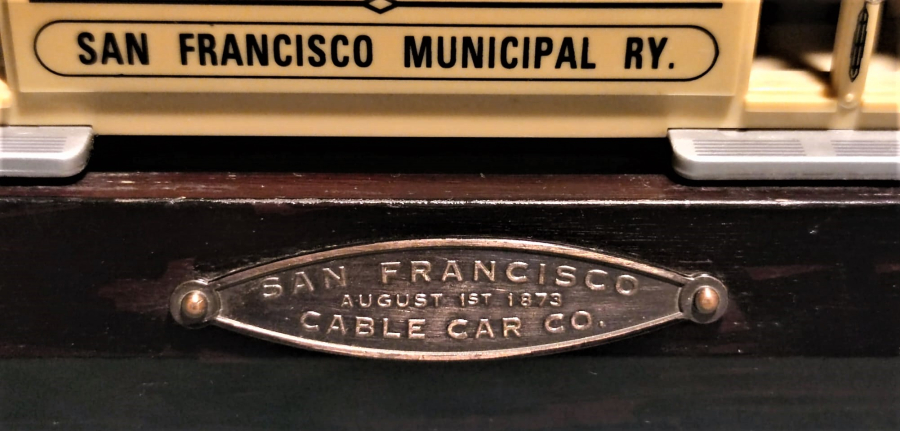 SAN FRANCISCO MUNICIPAL RY.
SAN FRANCISCO
AUGUST 1ST 1873
CABLE CAR CO.